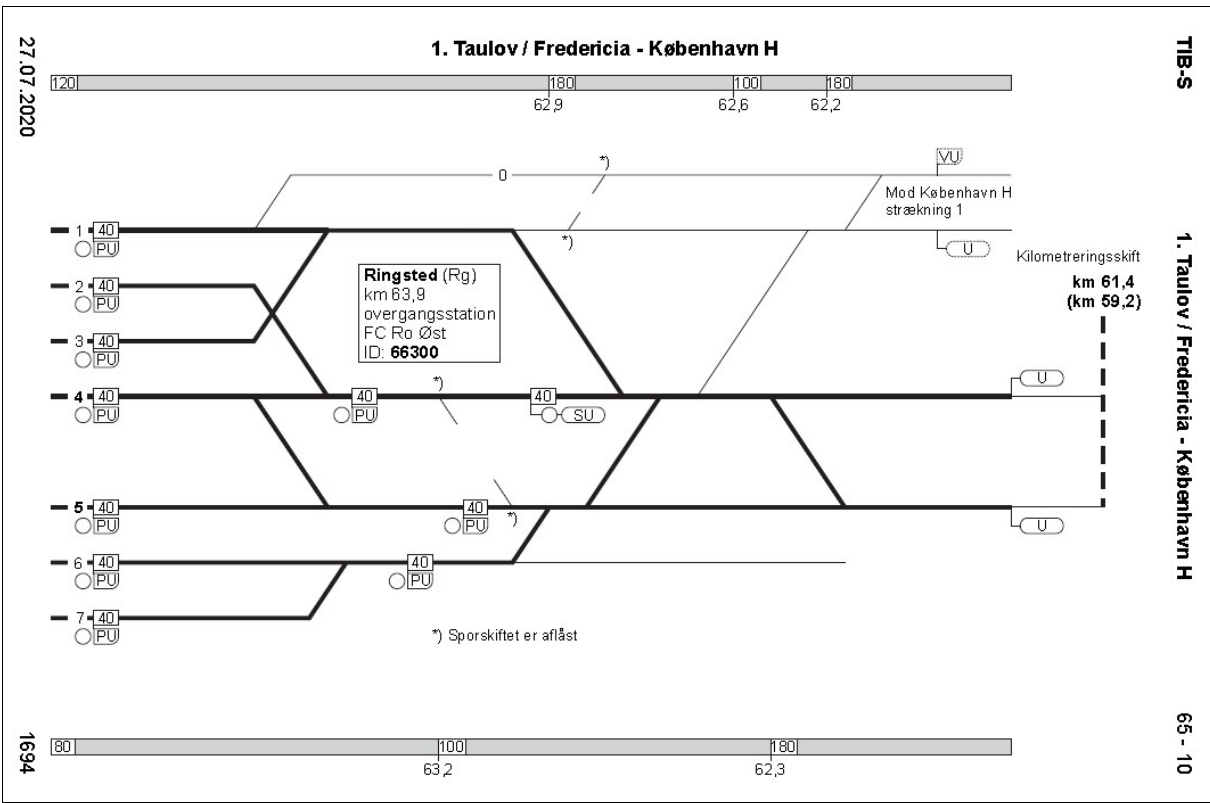 1. Taulov / Fredericia - København H
TIB-S
27.07.2020
120 180 100 180
62,9 62,6 62,2
*)
VU
0
Mod København H
strækning 1
1 40
PU
*)
U
Kilometreringsskift
km 61,4
(km 59,2)
Ringsted (Rg)
km 63,9
overgangsstation
FC Ro Øst
ID: 66300
2 40
PU
3 40
PU
1. Taulov / Fredericia - København H
*)
U
4 40 40 40
PU PU SU
5 40 40
*)
PU PU U
6 40 40
PU PU
7 40
PU
*) Sporskiftet er aflåst
65 - 10
1694
80 100 180
63,2 62,3